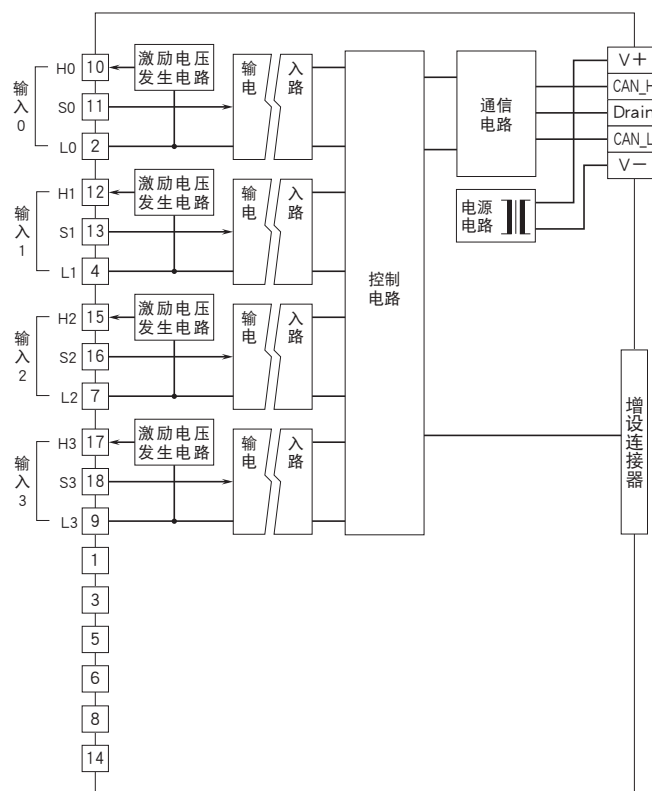 输入0
H0 10
S0 11
L0 2
激励电压
发生电路
输 入
电 路
输入1
H1 12
S1 13
L1 4
激励电压
发生电路
输 入
电 路
输入2
H2 15
S2 16
L2 7
激励电压
发生电路
输 入
电 路
输入3
H3 17
S3 18
L3 9
激励电压
发生电路
输 入
电 路
1
3
5
6
8
14
控制
电路
通信
电路
电源
电路
V+
CAN_H
Drain
CAN_L
V−
增设连接器